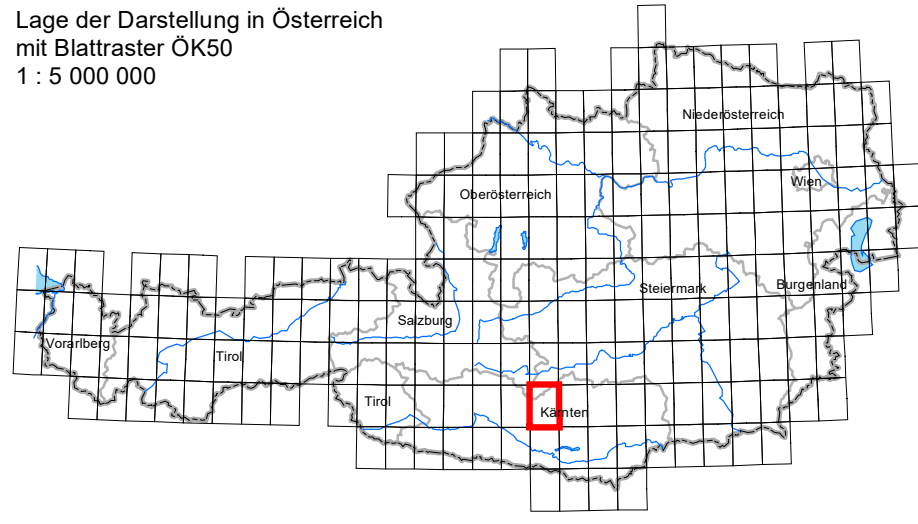 Lage der Darstellung in Österreich
mit Blattraster ÖK50
1 : 5 000 000
Niederösterreich
Wien
Oberösterreich
Steiermark
Burgenland
Salzburg
Vorarlberg
Tirol
Tirol
Kärnten